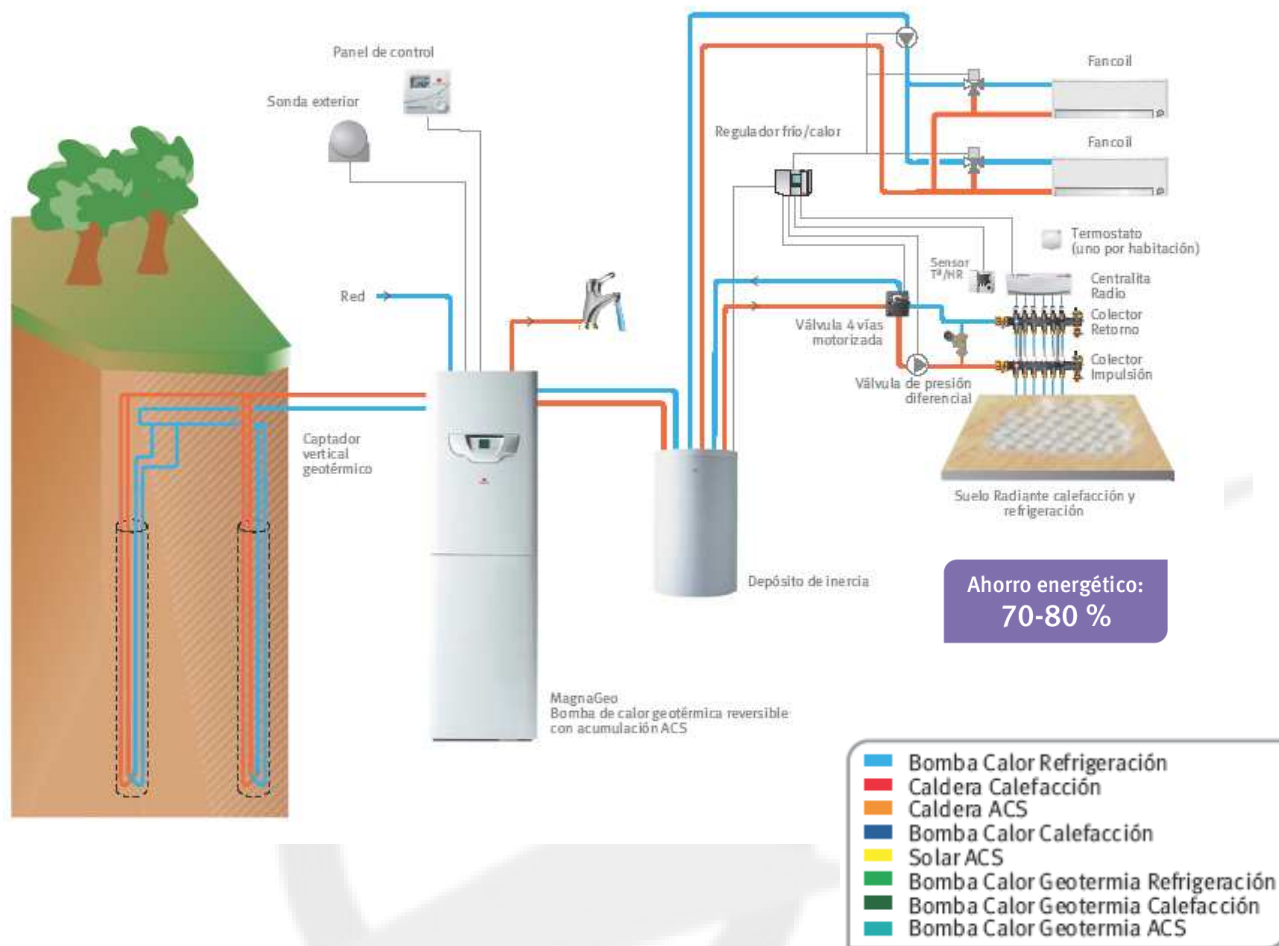 Panel de control
Sonda exterior
Fancoil
Regulador frío/calor
Fancoil
Termostato
(uno por habitación)
Sensor
Tª/HR
Centralita
Radio
Red
Colector
Retorno
Válvula 4 vías
motorizada
Colector
Impulsión
Válvula de presión
diferencial
Captador
vertical
geotérmico
Suelo Radiante calefacción y
refrigeración
Depósito de inercia
Ahorro energético:
70-80 %
MagnaGeo
Bomba de calor geotérmica reversible
con acumulación ACS
Bomba Calor Refrigeración
Caldera Calefacción
Caldera ACS
Bomba Calor Calefacción
Solar ACS
Bomba Calor Geotermia Refrigeración
Bomba Calor Geotermia Calefacción
Bomba Calor Geotermia ACS